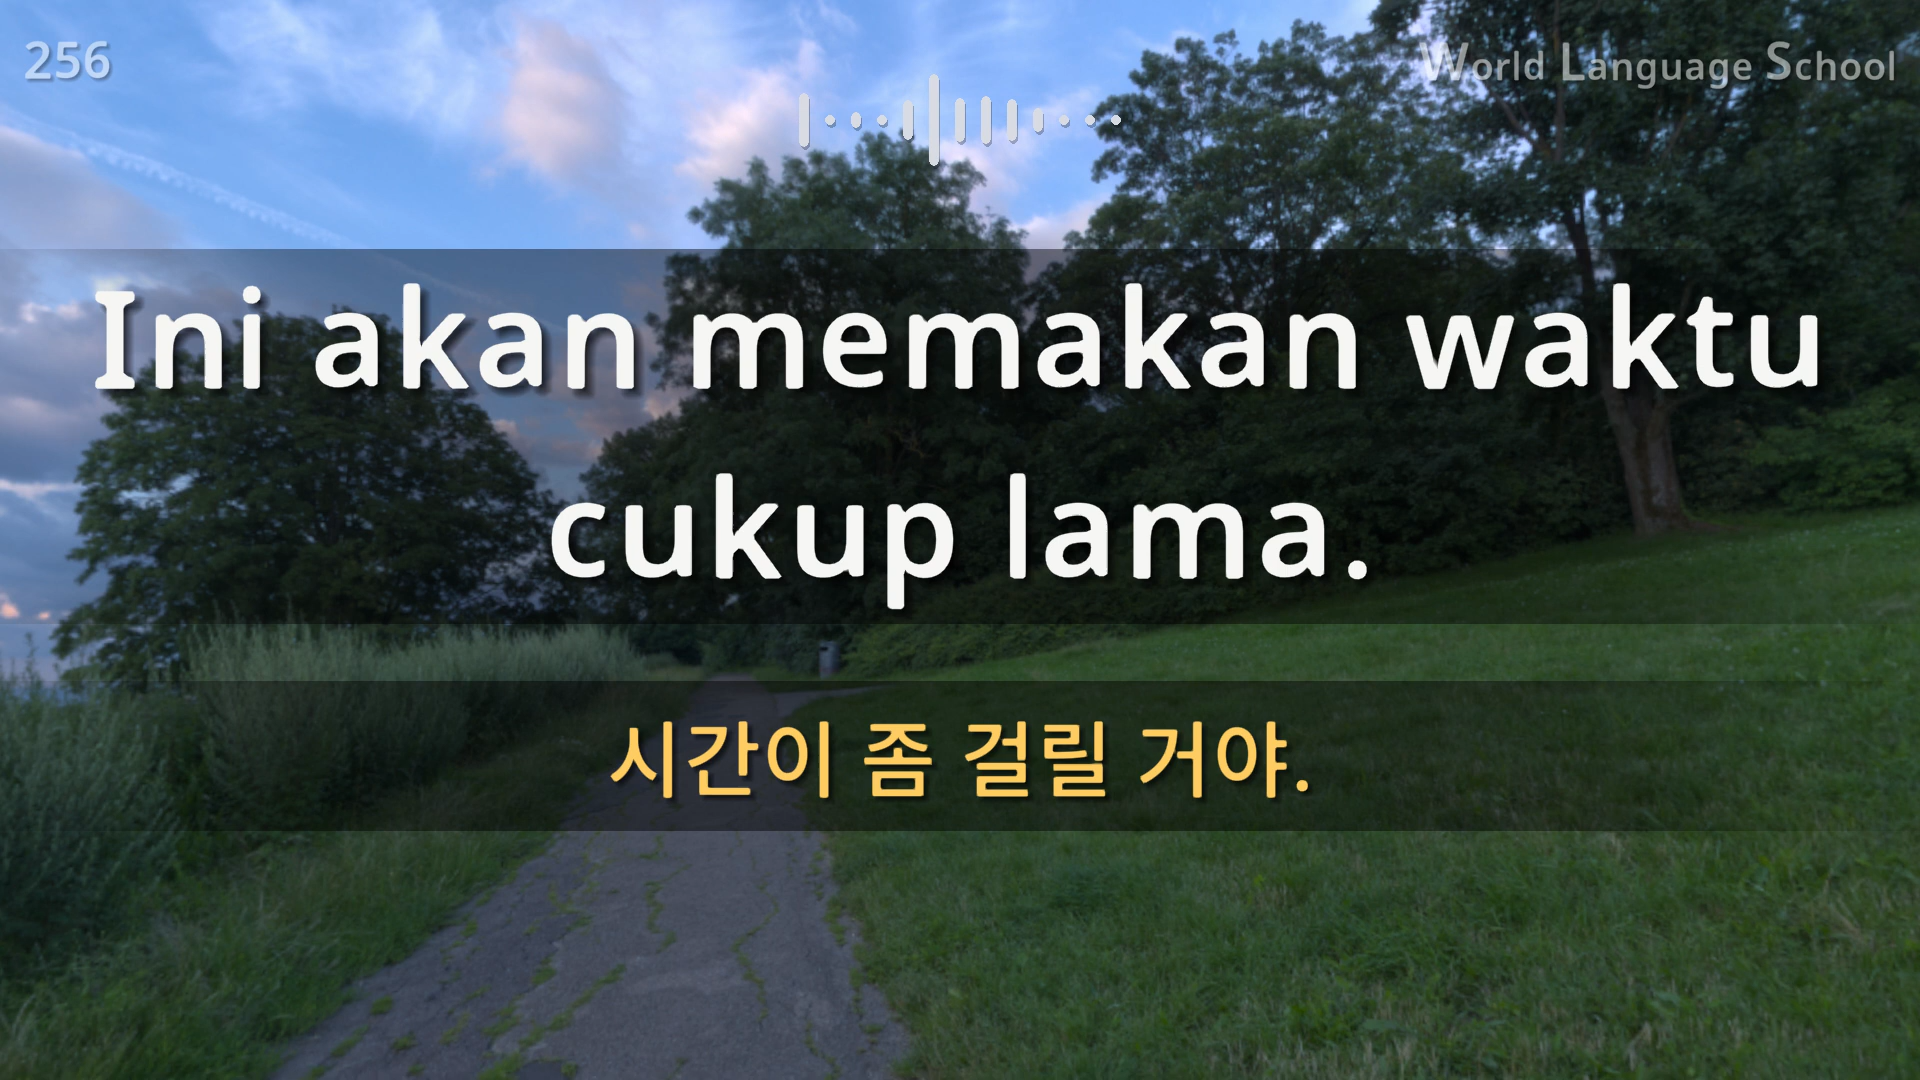 256
World Language School
Ini akan memakan waktu
cukup lama.
시간이 좀 걸릴 거야.